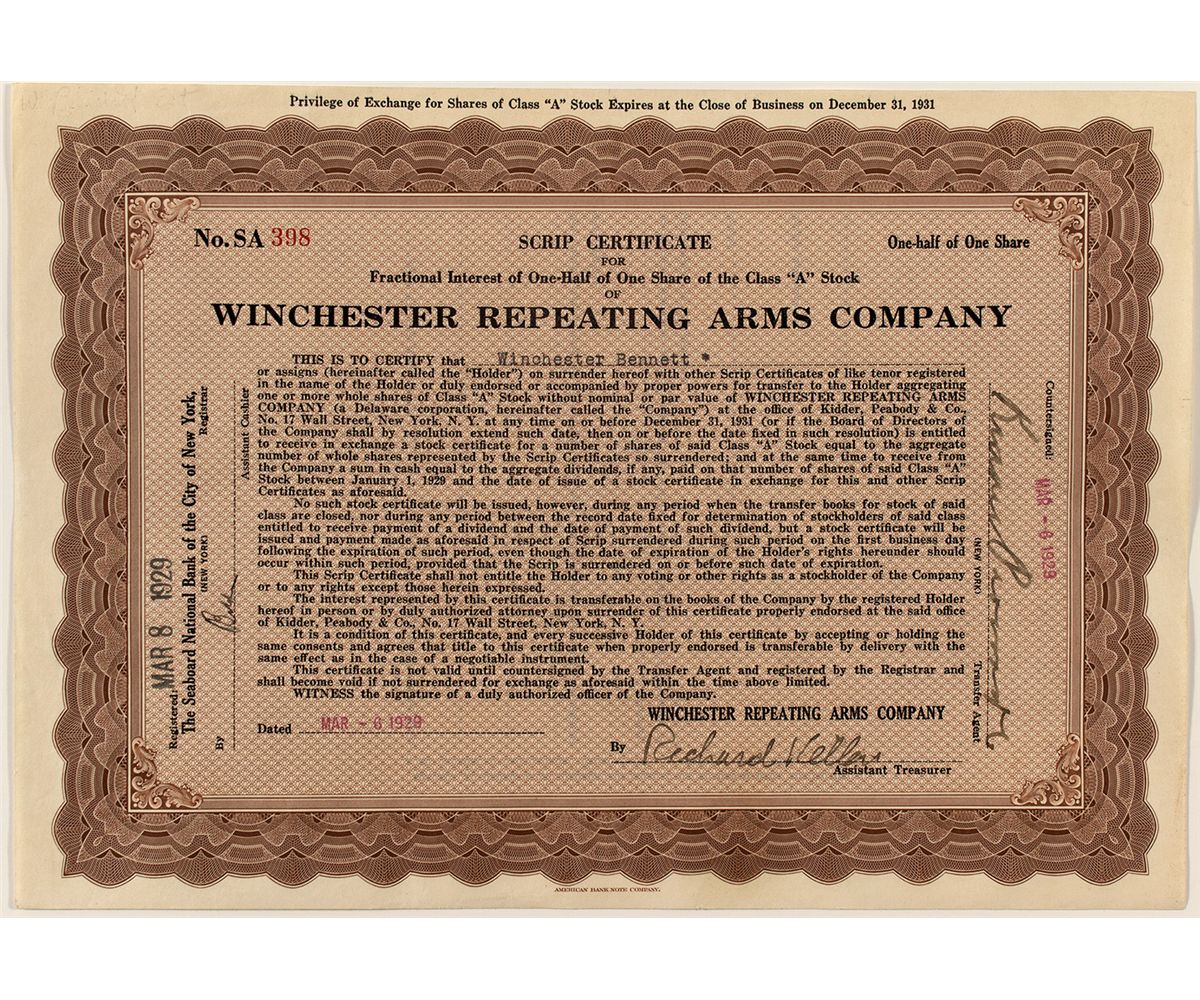 Privilege of Exchange for Shares of Class "A" Stock Expires at the Close of Business on December 31, 1931
No. SA 398
SCRIP CERTIFICATE
One-half of One Share
FOR
Fractional Interest of One-Half of One Share of the Class "A" Stock
OF
WINCHESTER REPEATING ARMS COMPANY
THIS IS TO CERTIFY that Winchester Bennett *
or assigns (hereinafter called the "Holder") on surrender hereof with other Scrip Certificates of like tenor registered
in the name of the Holder or duly endorsed or accompanied by proper powers for transfer to the Holder aggregating
one or more whole shares of Class "A" Stock without nominal or par value of WINCHESTER REPEATING ARMS
COMPANY (a Delaware corporation, hereinafter called the "Company") at the office of Kidder, Peabody & Co.,
No. 17 Wall Street, New York, N. Y. at any time on or before December 31, 1931 (or if the Board of Directors of
the Company shall by resolution extend such date, then on or before the date fixed in such resolution) is entitled
to receive in exchange a stock certificate for a number of shares of said Class "A" Stock equal to the aggregate
number of whole shares represented by the Scrip Certificates so surrendered; and at the same time to receive from
the Company a sum in cash equal to the aggregate dividends, if any, paid on that number of shares of said Class "A"
Stock between January 1, 1929 and the date of issue of a stock certificate in exchange for this and other Scrip
Certificates as aforesaid.
No such stock certificate will be issued, however, during any period when the transfer books for stock of said
class are closed, nor during any period between the record date fixed for determination of stockholders of said class
entitled to receive payment of a dividend and the date of payment of such dividend, but a stock certificate will be
issued and payment made as aforesaid in respect of Scrip surrendered during such period on the first business day
following the expiration of such period, even though the date of expiration of the Holder's rights hereunder should
occur within such period, provided that the Scrip is surrendered on or before such date of expiration.
This Scrip Certificate shall not entitle the Holder to any voting or other rights as a stockholder of the Company
or to any rights except those herein expressed.
The interest represented by this certificate is transferable on the books of the Company by the registered Holder
hereof in person or by duly authorized attorney upon surrender of this certificate properly endorsed at the said office
of Kidder, Peabody & Co., No. 17 Wall Street, New York, N. Y.
It is a condition of this certificate, and every successive Holder of this certificate by accepting or holding the
same consents and agrees that title to this certificate when properly endorsed is transferable by delivery with the
same effect as in the case of a negotiable instrument.
This certificate is not valid until countersigned by the Transfer Agent and registered by the Registrar and
shall become void if not surrendered for exchange as aforesaid within the time above limited.
WITNESS the signature of a duly authorized officer of the Company.
Dated MAR - 6 1929
WINCHESTER REPEATING ARMS COMPANY
By Richard
Assistant Treasurer
Registered: MAR 8 1929
The Seaboard National Bank of the City of New York,
(NEW YORK) Registrar
By
Assistant Cashier
Countersigned: MAR - 6 1929
(NEW YORK) Transfer Agent
AMERICAN BANK NOTE COMPANY.